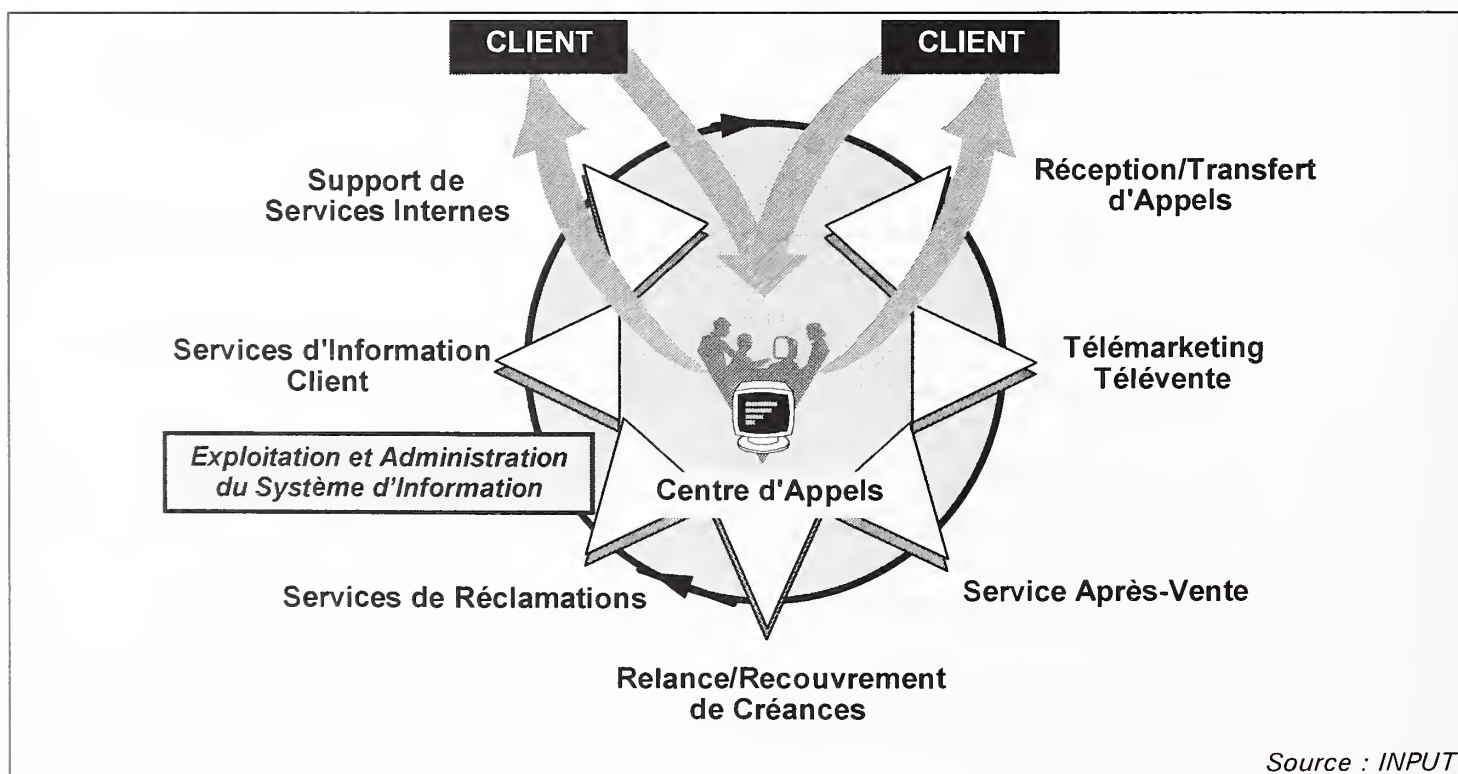 CLIENT
CLIENT
Support de
Services Internes
Réception/Transfert
d'Appels
Services d'Information
Client
Télémarketing
Télévente
Exploitation et Administration
du Système d'Information
Centre d'Appels
Services de Réclamations
Service Après-Vente
Relance/Recouvrement
de Créances
Source : INPUT